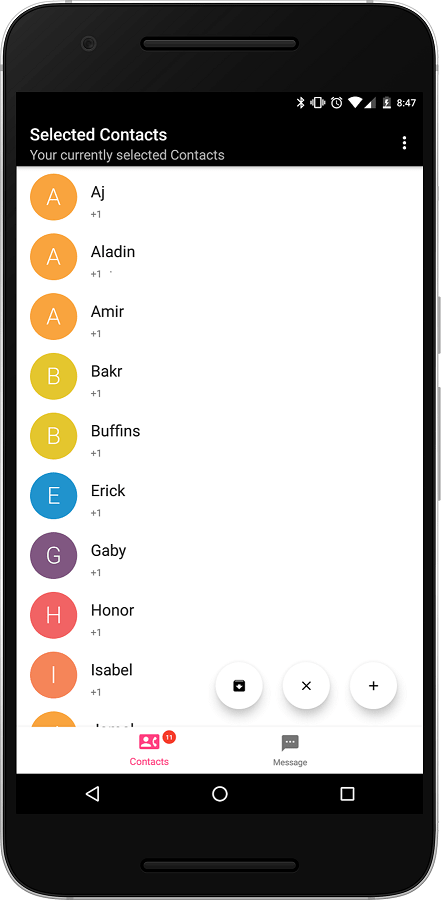 8:47
Selected Contacts
Your currently selected Contacts
A
Aj
+1
A
Aladin
+1
A
Amir
+1
B
Bakr
+1
B
Buffins
+1
E
Erick
+1
G
Gaby
+1
H
Honor
+1
I
Isabel
+1
11
Contacts
Message